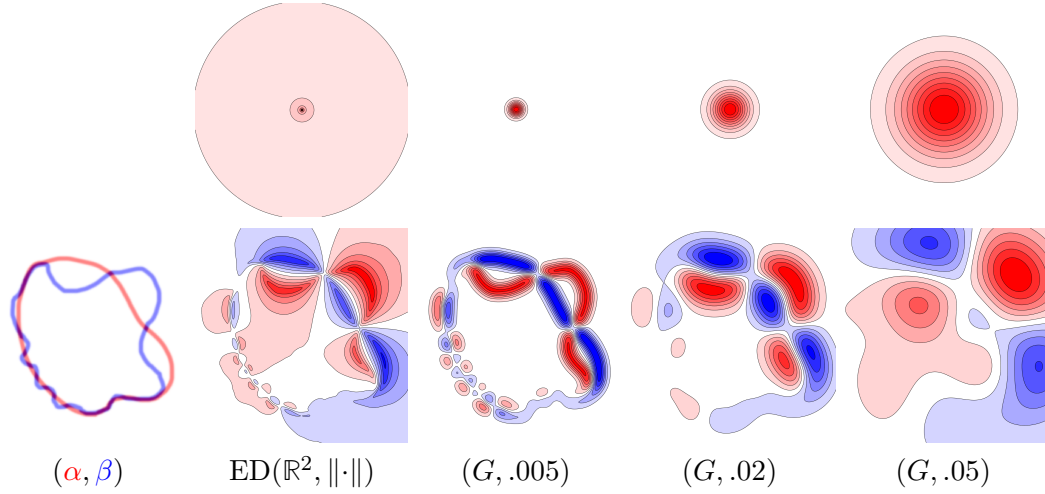 (α, β) ED(ℝ², ‖·‖) (G, .005) (G, .02) (G, .05)